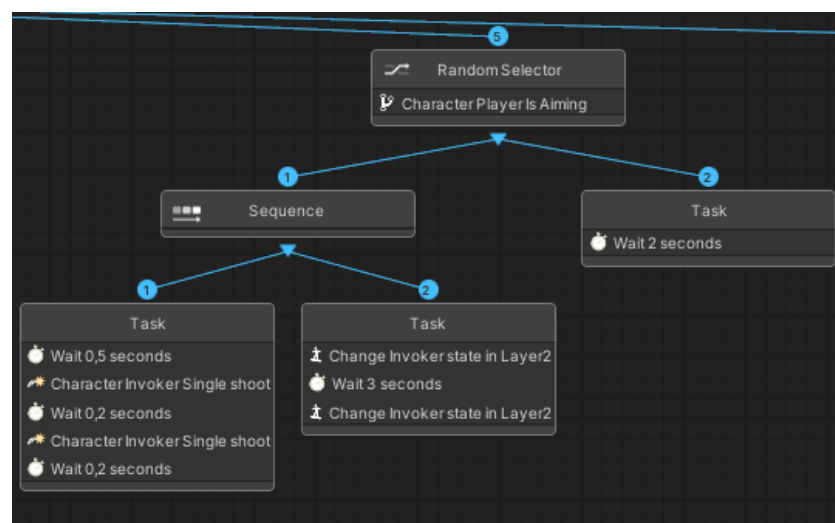 5
Random Selector
Character Player Is Aiming
1
2
Sequence
Task
Wait 2 seconds
1
2
Task
Wait 0,5 seconds
Character Invoker Single shoot
Wait 0,2 seconds
Character Invoker Single shoot
Wait 0,2 seconds
Task
Change Invoker state in Layer2
Wait 3 seconds
Change Invoker state in Layer2